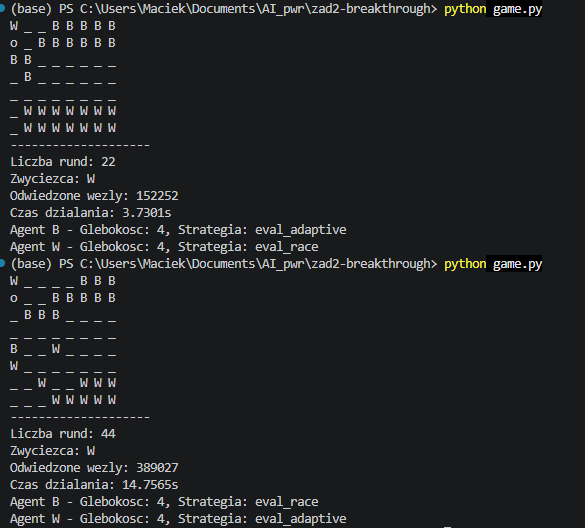 (base) PS C:\Users\Maciek\Documents\AI_pwr\zad2-breakthrough> python game.py
W _ _ B B B B B
o _ B B B B B B
B B _ _ _ _ _ _
_ B _ _ _ _ _ _
_ _ _ _ _ _ _ _
_ W W W W W W W
_ W W W W W W W
---------------------
Liczba rund: 22
Zwyciezca: W
Odwiedzone wezly: 152252
Czas dzialania: 3.7301s
Agent B - Glebokosc: 4, Strategia: eval_adaptive
Agent W - Glebokosc: 4, Strategia: eval_race
(base) PS C:\Users\Maciek\Documents\AI_pwr\zad2-breakthrough> python game.py
W _ _ _ _ B B B
o _ _ B B B B B
_ B B B _ _ _ _
_ _ _ _ _ _ _ _
B _ _ W _ _ _ _
W _ _ _ _ _ _ _
_ _ W _ _ W W W
_ _ _ W W W W W
---------------------
Liczba rund: 44
Zwyciezca: W
Odwiedzone wezly: 389027
Czas dzialania: 14.7565s
Agent B - Glebokosc: 4, Strategia: eval_race
Agent W - Glebokosc: 4, Strategia: eval_adaptive